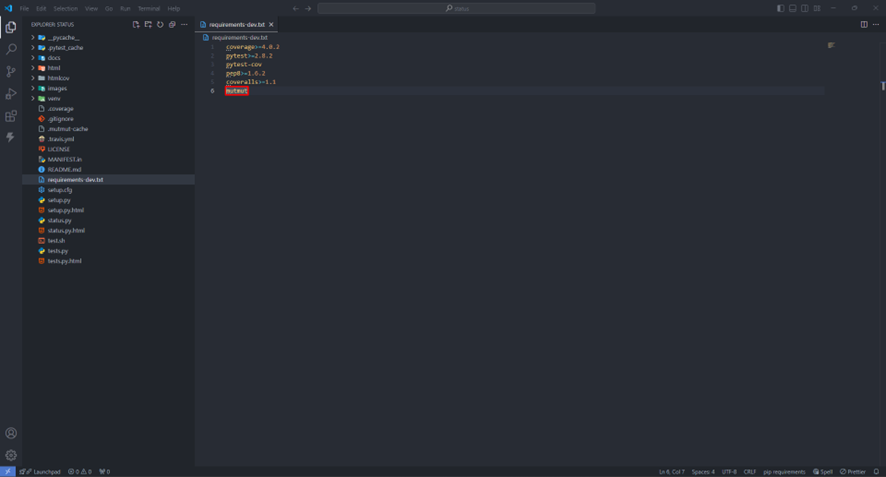 File Edit Selection View Go Run Terminal Help
status
EXPLORER: STATUS
__pycache__
.pytest_cache
docs
html
htmlcov
images
venv
.coverage
.gitignore
.mutmut-cache
.travis.yml
LICENSE
MANIFEST.in
README.md
requirements-dev.txt
setup.cfg
setup.py
setup.py.html
status.py
status.py.html
test.sh
tests.py
tests.py.html
requirements-dev.txt
requirements-dev.txt
1 coverage>=4.0.2
2 pytest>=2.8.2
3 pytest-cov
4 pep8>=1.6.2
5 coveralls>=1.1
6 mutmut
Launchpad 0 0 0
Ln 6, Col 7 Spaces: 4 UTF-8 CRLF pip requirements Spell Prettier